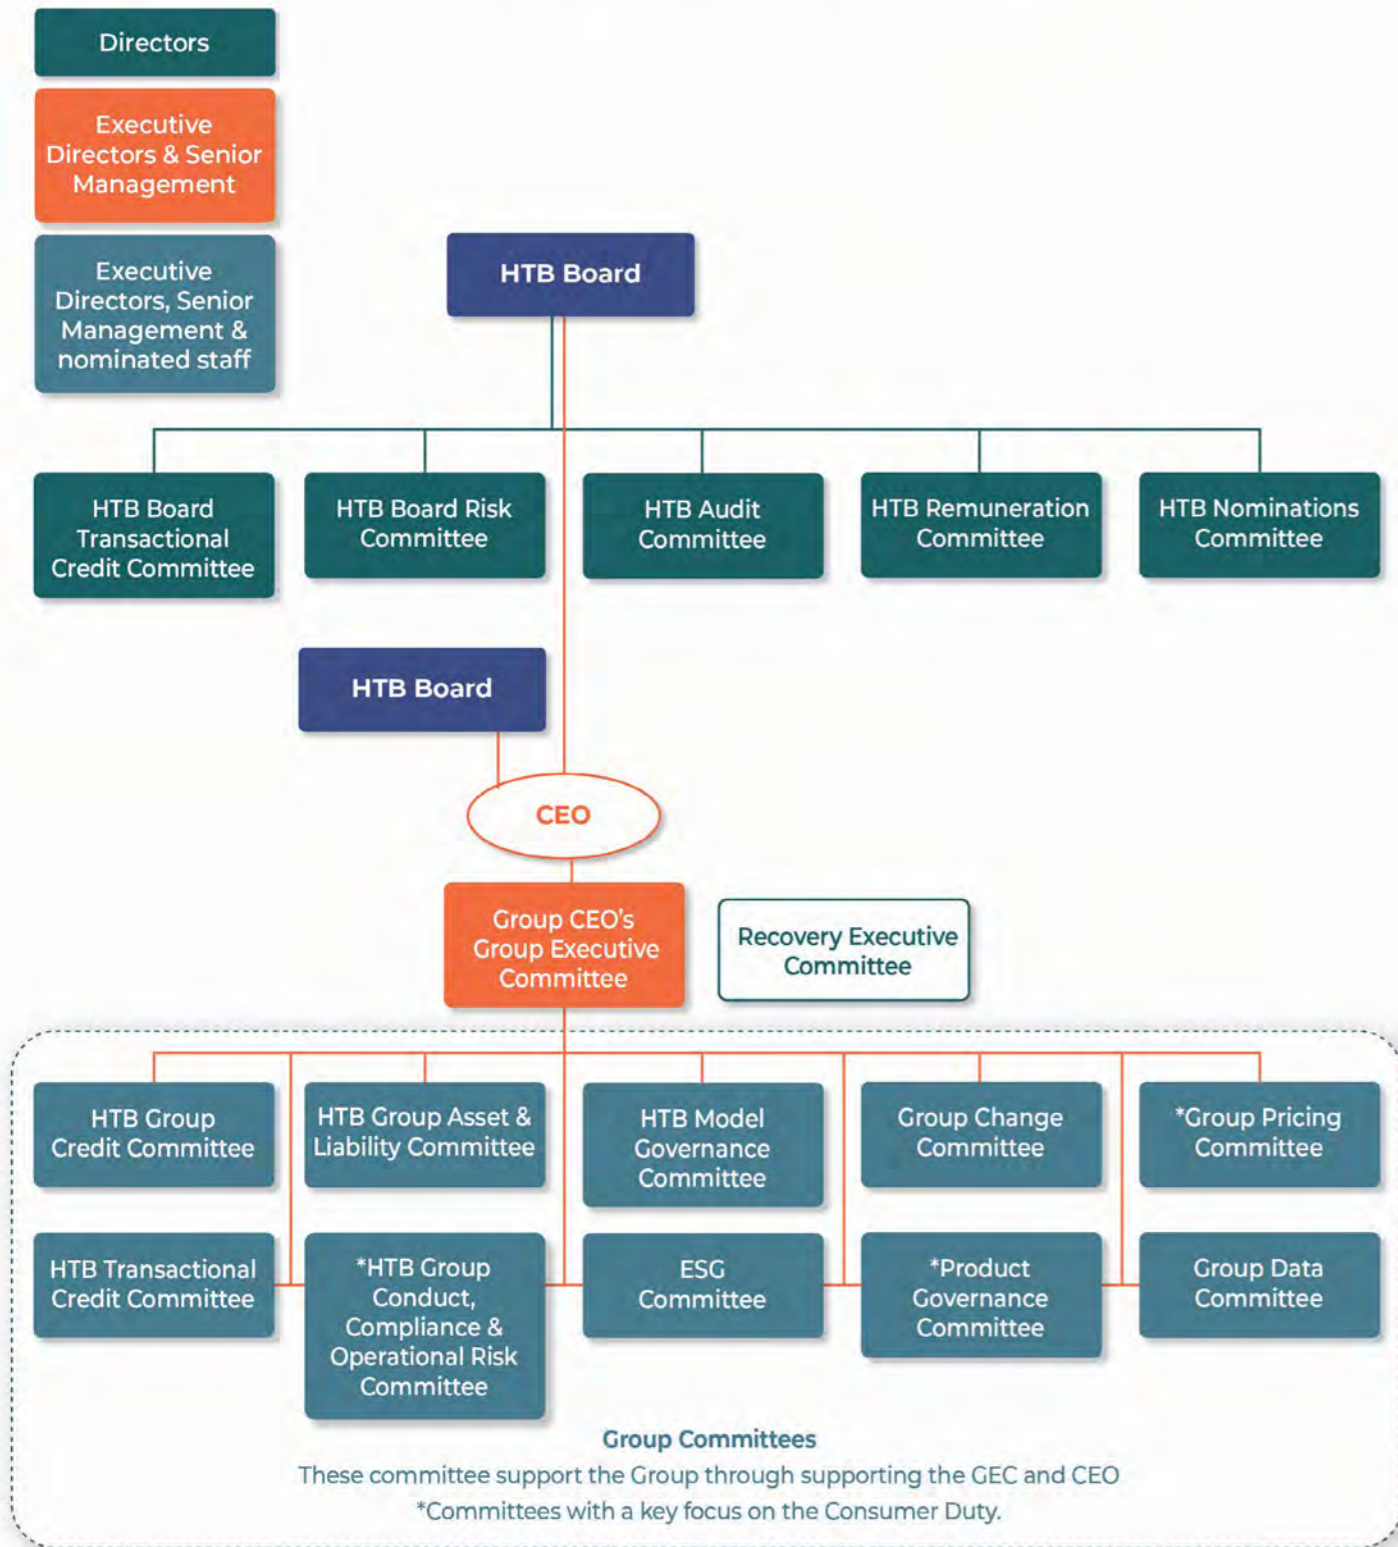 Directors
Executive
Directors & Senior
Management
Executive
Directors, Senior
Management &
nominated staff
HTB Board
HTB Board
Transactional
Credit Committee
HTB Board Risk
Committee
HTB Audit
Committee
HTB Remuneration
Committee
HTB Nominations
Committee
HTB Board
CEO
Group CEO's
Group Executive
Committee
Recovery Executive
Committee
HTB Group
Credit Committee
HTB Group Asset &
Liability Committee
HTB Model
Governance
Committee
Group Change
Committee
*Group Pricing
Committee
HTB Transactional
Credit Committee
*HTB Group
Conduct,
Compliance &
Operational Risk
Committee
ESG
Committee
*Product
Governance
Committee
Group Data
Committee
Group Committees
These committee support the Group through supporting the GEC and CEO
*Committees with a key focus on the Consumer Duty.